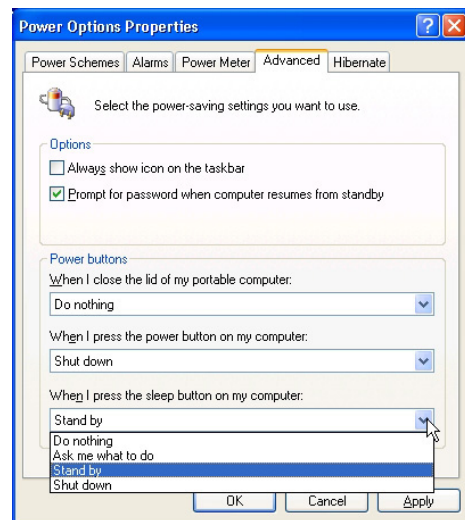 Power Options Properties
Power Schemes Alarms Power Meter Advanced Hibernate
Select the power-saving settings you want to use.
Options
Always show icon on the taskbar
Prompt for password when computer resumes from standby
Power buttons
When I close the lid of my portable computer:
Do nothing
When I press the power button on my computer:
Shut down
When I press the sleep button on my computer:
Stand by
Do nothing
Ask me what to do
Stand by
Shut down
OK Cancel Apply